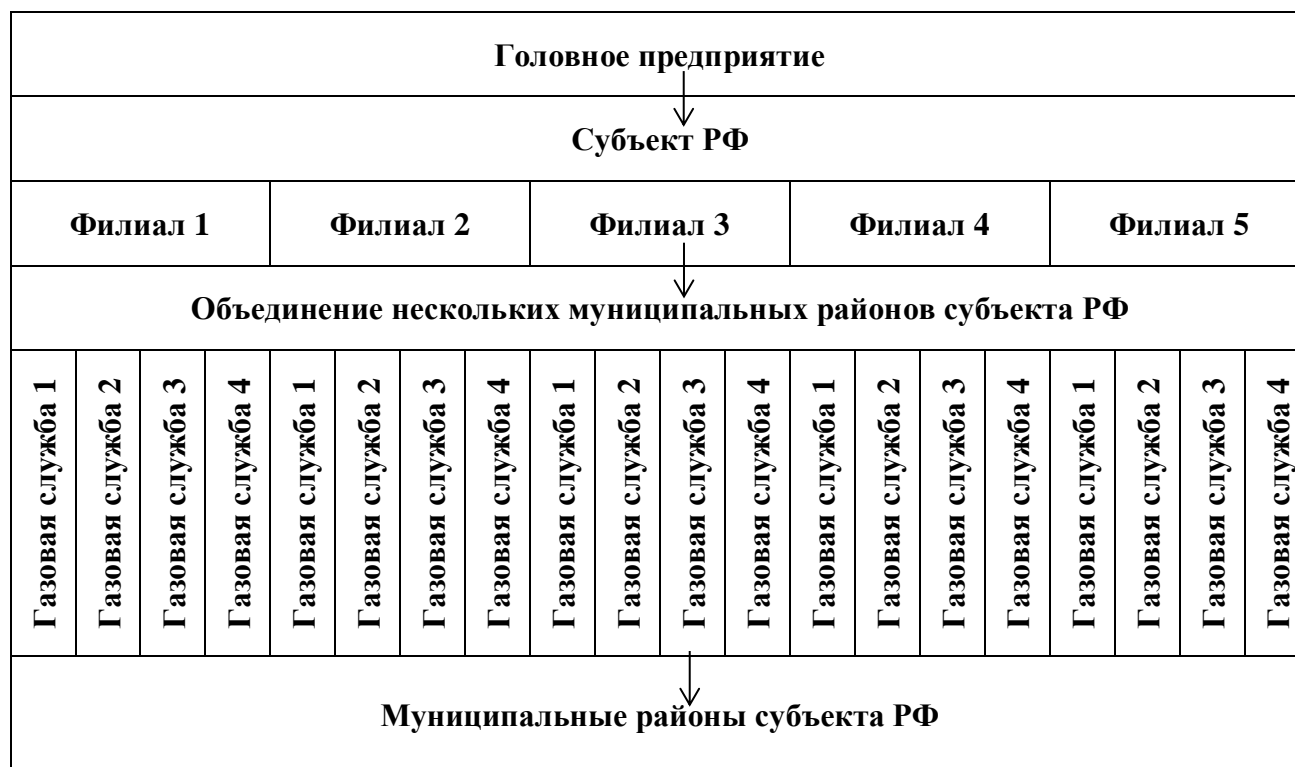 Головное предприятие
Субъект РФ
Филиал 1
Филиал 2
Филиал 3
Филиал 4
Филиал 5
Объединение нескольких муниципальных районов субъекта РФ
Газовая служба 1
Газовая служба 2
Газовая служба 3
Газовая служба 4
Газовая служба 1
Газовая служба 2
Газовая служба 3
Газовая служба 4
Газовая служба 1
Газовая служба 2
Газовая служба 3
Газовая служба 4
Газовая служба 1
Газовая служба 2
Газовая служба 3
Газовая служба 4
Газовая служба 1
Газовая служба 2
Газовая служба 3
Газовая служба 4
Муниципальные районы субъекта РФ